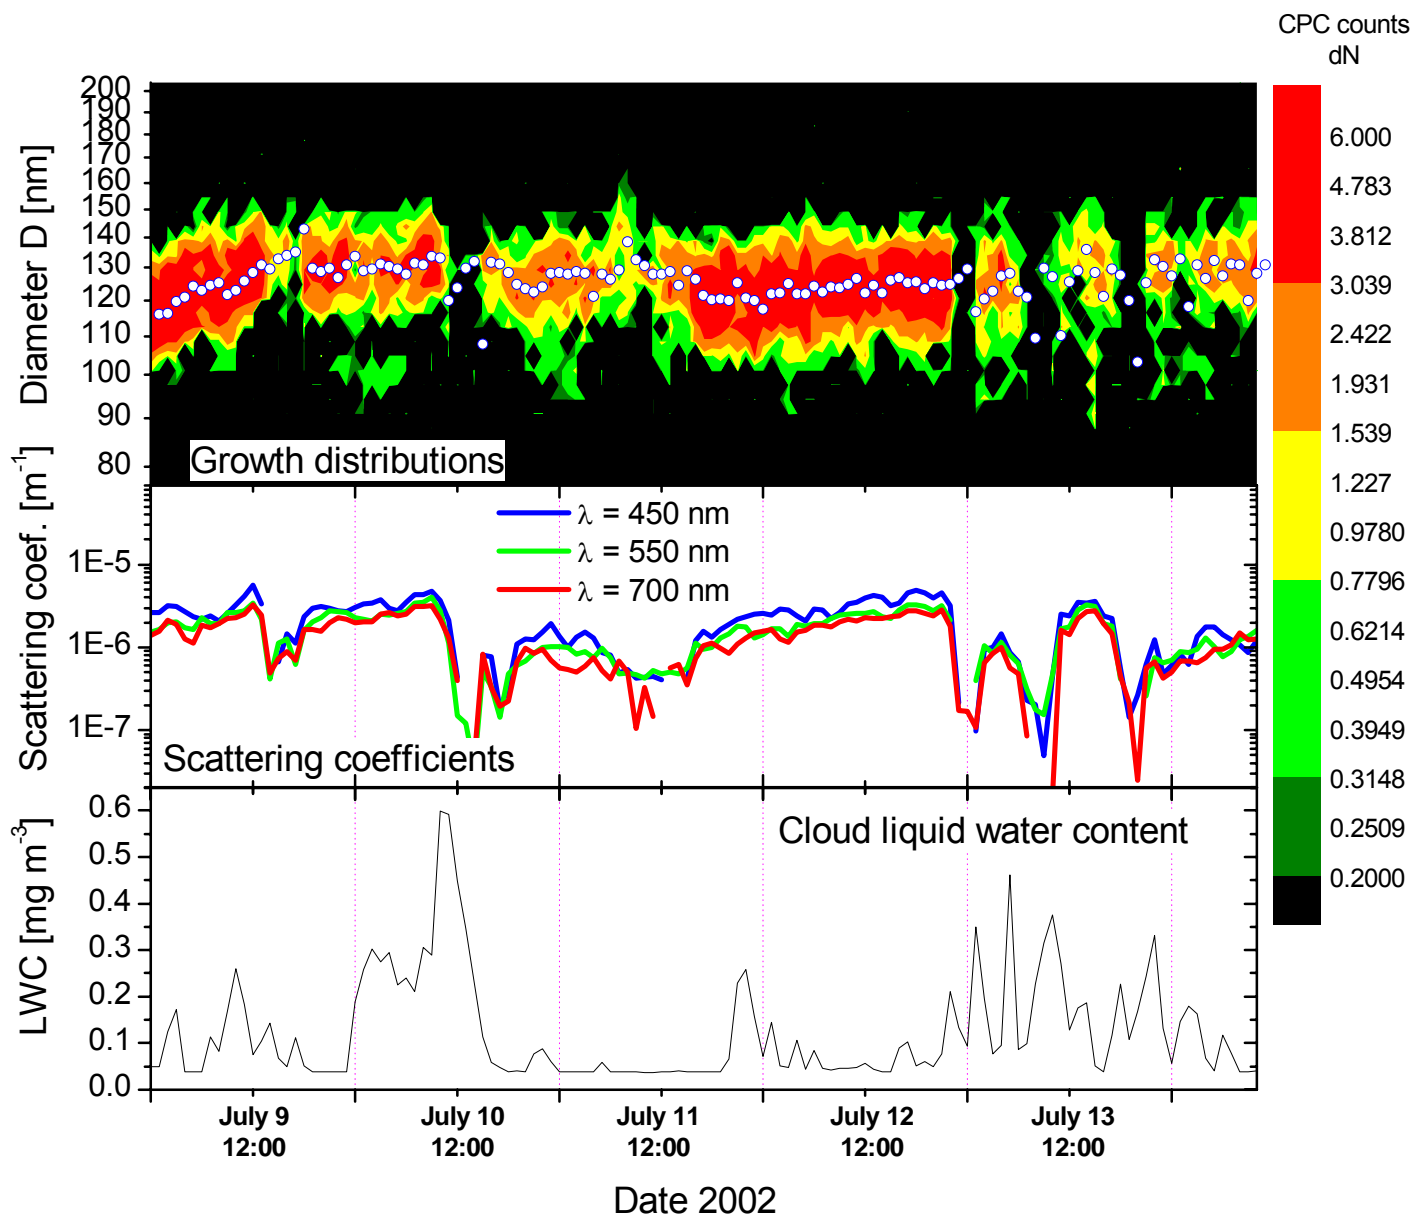 CPC counts
dN
200
190
180
170
160
150
140
130
120
110
100
90
80
Diameter D [nm]
Growth distributions
6.000
4.783
3.812
3.039
2.422
1.931
1.539
1.227
0.9780
0.7796
0.6214
0.4954
0.3949
0.3148
0.2509
0.2000
Scattering coef. [m⁻¹]
1E-5
1E-6
1E-7
λ = 450 nm
λ = 550 nm
λ = 700 nm
Scattering coefficients
LWC [mg m⁻³]
0.6
0.5
0.4
0.3
0.2
0.1
0.0
Cloud liquid water content
July 9 July 10 July 11 July 12 July 13
12:00 12:00 12:00 12:00 12:00
Date 2002